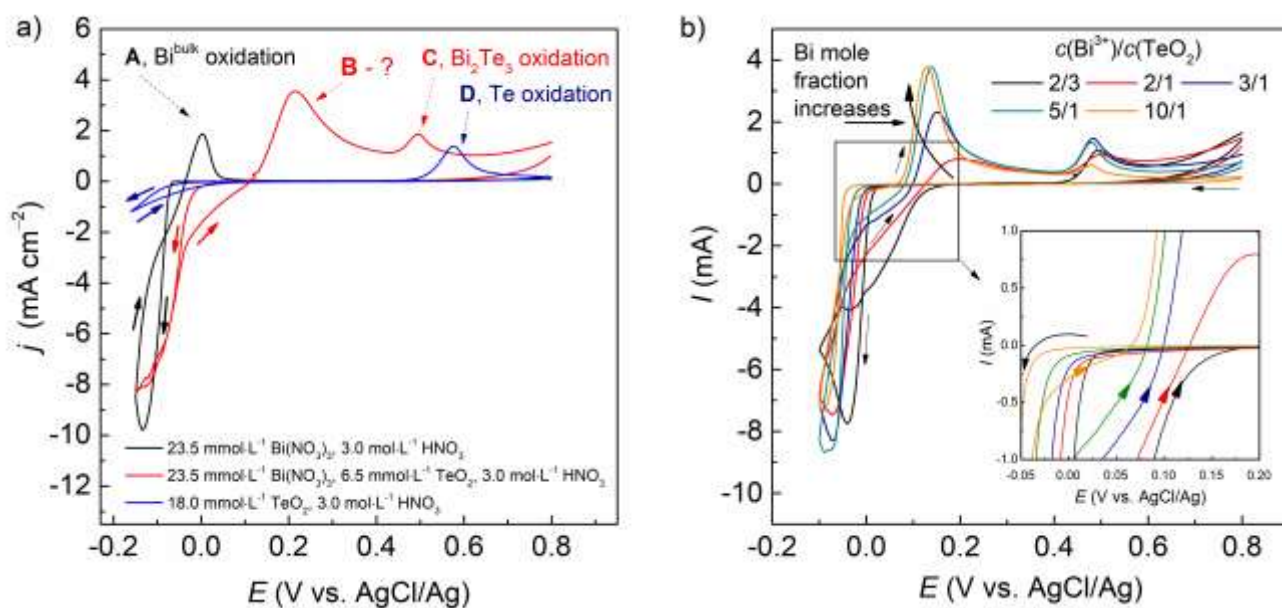 a)
A, Bi^bulk oxidation
B - ?
C, Bi₂Te₃ oxidation
D, Te oxidation
6
4
2
0
-2
-4
-6
-8
-10
-12
j (mA cm⁻²)
23.5 mmol·L⁻¹ Bi(NO₃)₃, 3.0 mol·L⁻¹ HNO₃
23.5 mmol·L⁻¹ Bi(NO₃)₃, 6.5 mmol·L⁻¹ TeO₂, 3.0 mol·L⁻¹ HNO₃
18.0 mmol·L⁻¹ TeO₂, 3.0 mol·L⁻¹ HNO₃
-0.2 0.0 0.2 0.4 0.6 0.8
E (V vs. AgCl/Ag)
b)
Bi mole
fraction
increases
c(Bi³⁺)/c(TeO₂)
2/3 2/1 3/1
5/1 10/1
6
4
2
0
-2
-4
-6
-8
-10
I (mA)
1.0
0.5
0.0
-0.5
-1.0
I (mA)
-0.05 0.00 0.05 0.10 0.15 0.20
E (V vs. AgCl/Ag)
-0.2 0.0 0.2 0.4 0.6 0.8
E (V vs. AgCl/Ag)